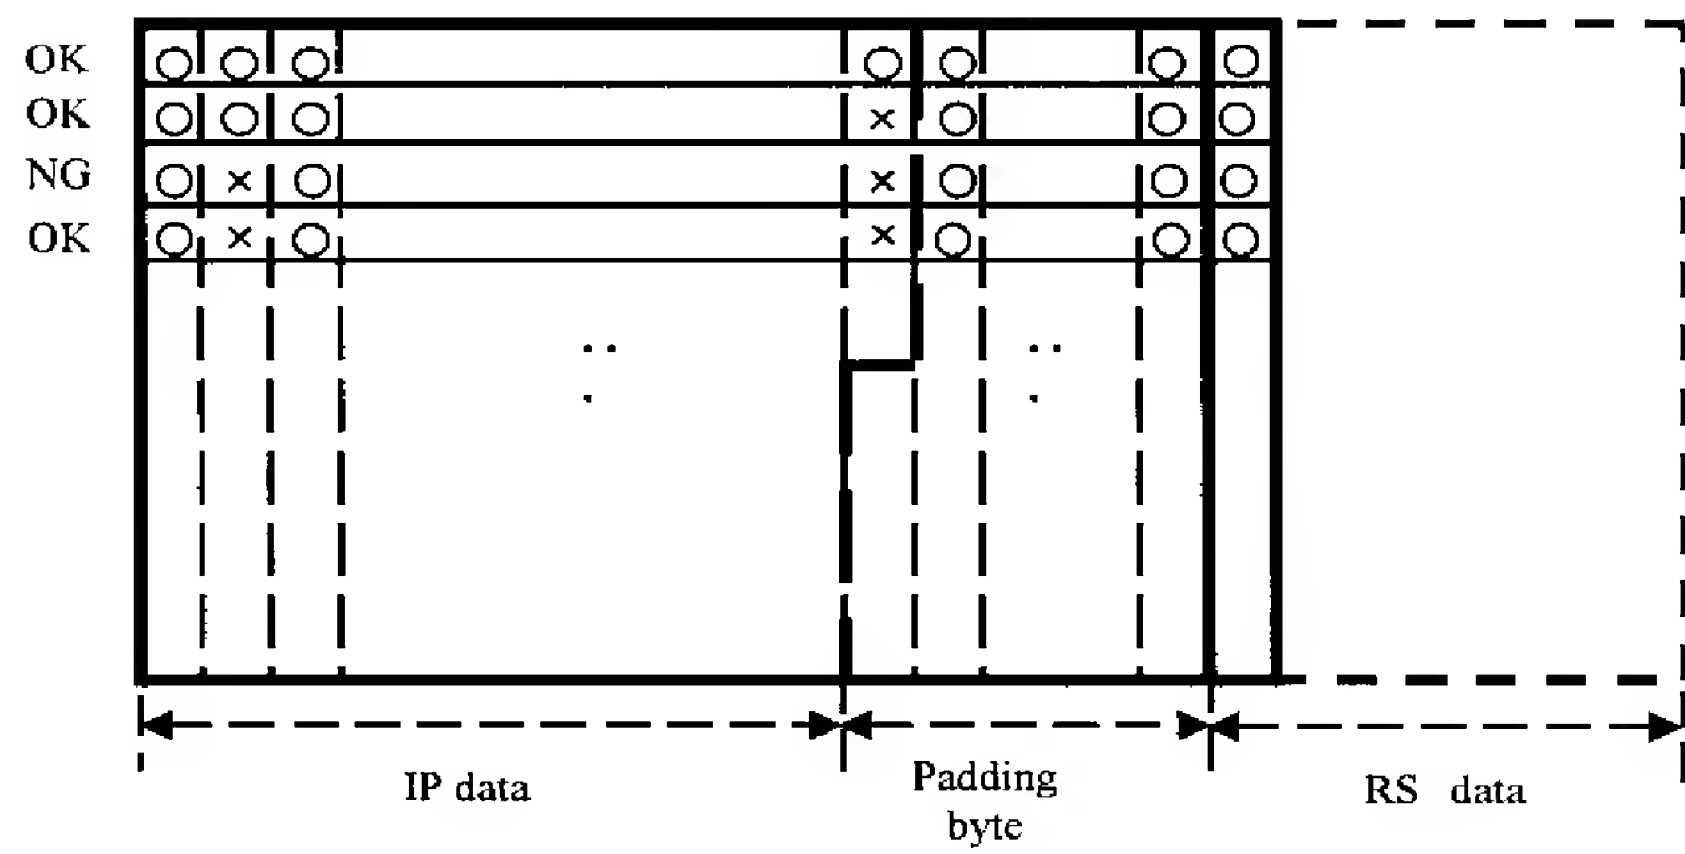 OK ○ ○ ○ ○ ○ ○ ○
OK ○ ○ ○ × ○ ○ ○
NG ○ × ○ × ○ ○ ○
OK ○ × ○ × ○ ○ ○
IP data
Padding
byte
RS data